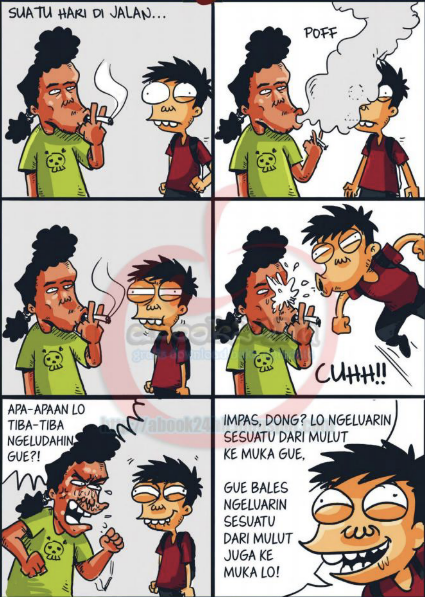 SUATU HARI DI JALAN...
POFF
CUHH!!
APA-APAAN LO
TIBA-TIBA
NGELUDAHIN
GUE?!
IMPAS, DONG? LO NGELUARIN
SESUATU DARI MULUT
KE MUKA GUE,
GUE BALES
NGELUARIN
SESUATU
DARI MULUT
JUGA KE
MUKA LO!